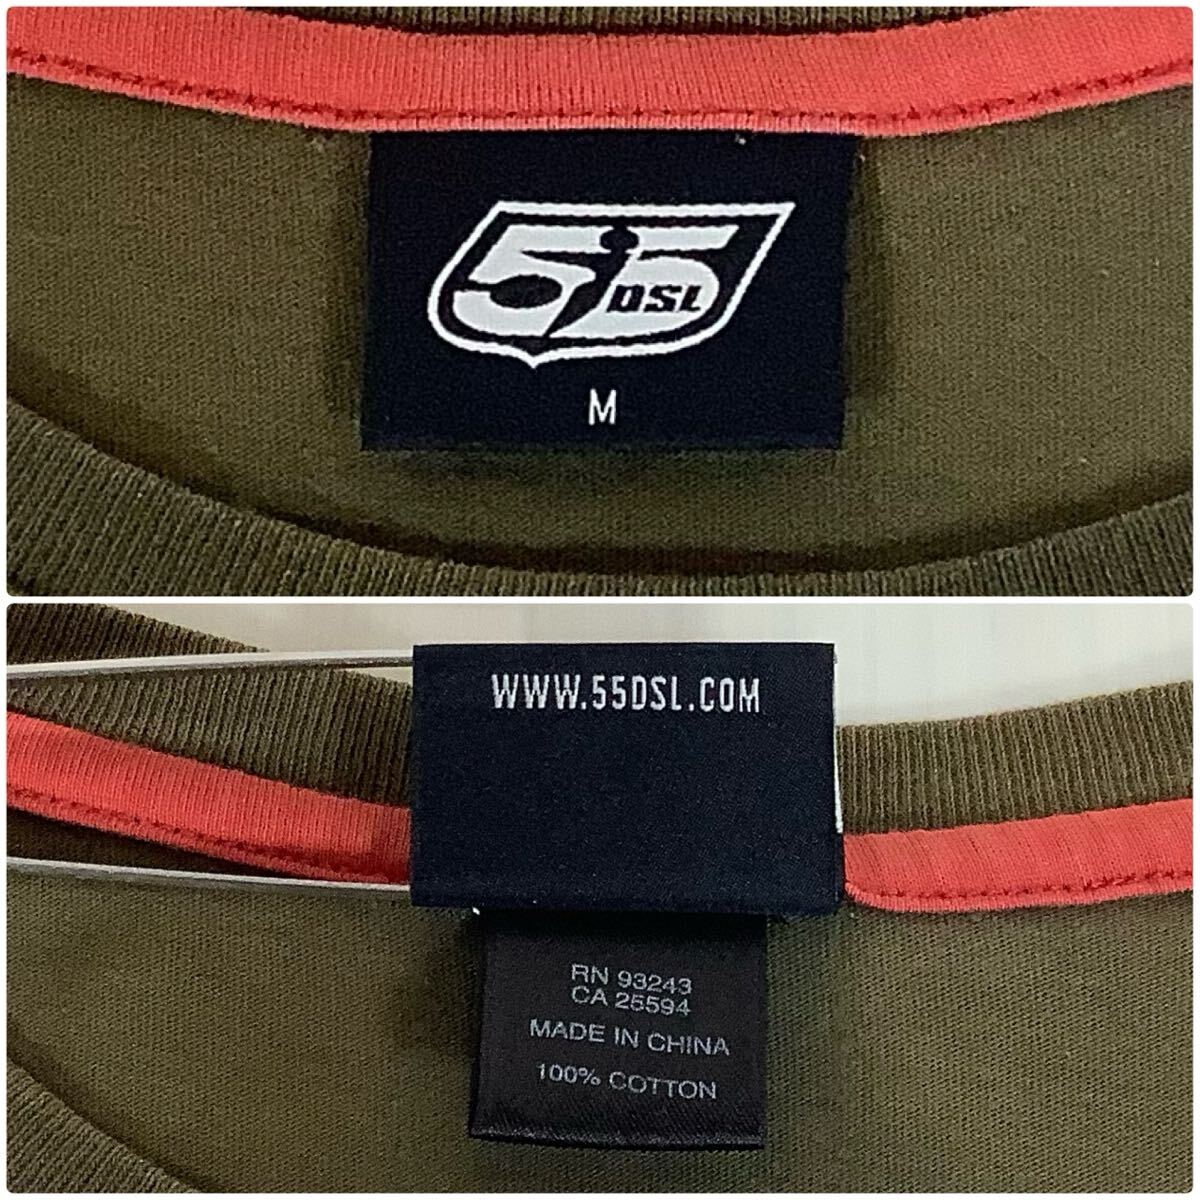 55
DSL
M
WWW.55DSL.COM
RN 93243
CA 25594
MADE IN CHINA
100% COTTON